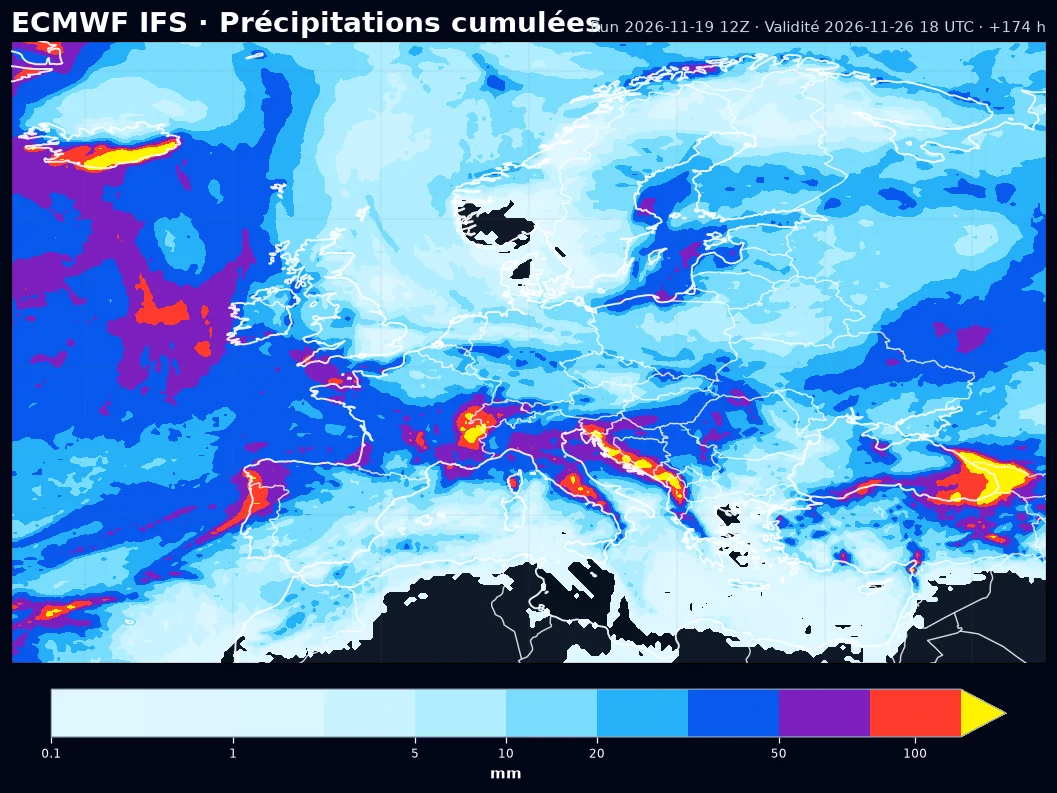 ECMWF IFS · Précipitations cumulées
Run 2026-11-19 12Z · Validité 2026-11-26 18 UTC · +174 h
0.1 1 5 10 20 50 100
mm